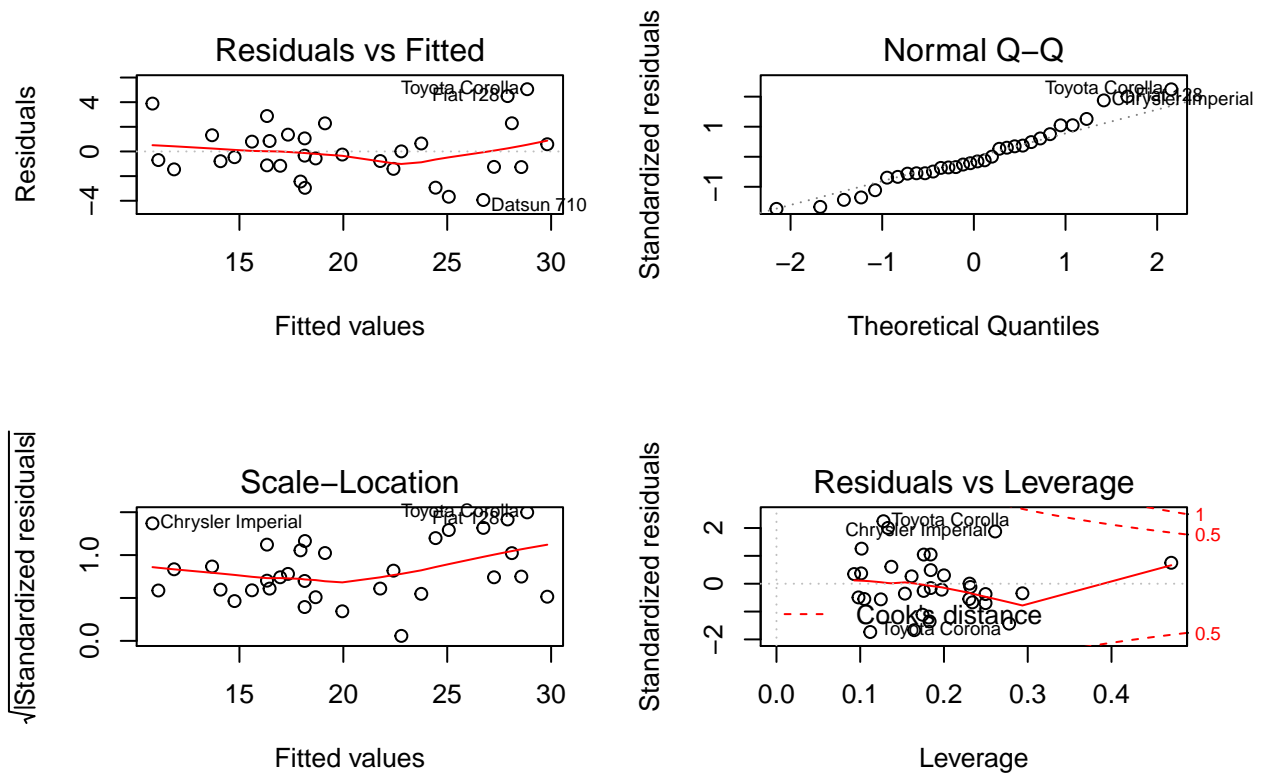 Residuals vs Fitted
Residuals
4
0
−4
Toyota Corolla
Fiat 128
Datsun 710
15 20 25 30
Fitted values
Normal Q−Q
Standardized residuals
1
−1
Toyota Corolla
Fiat 128
Chrysler Imperial
−2 −1 0 1 2
Theoretical Quantiles
Scale−Location
√|Standardized residuals|
1.0
0.0
Toyota Corolla
Fiat 128
Chrysler Imperial
15 20 25 30
Fitted values
Residuals vs Leverage
Standardized residuals
2
0
−2
Toyota Corolla
Chrysler Imperial
Cook's distance
Toyota Corona
1
0.5
0.5
0.0 0.1 0.2 0.3 0.4
Leverage